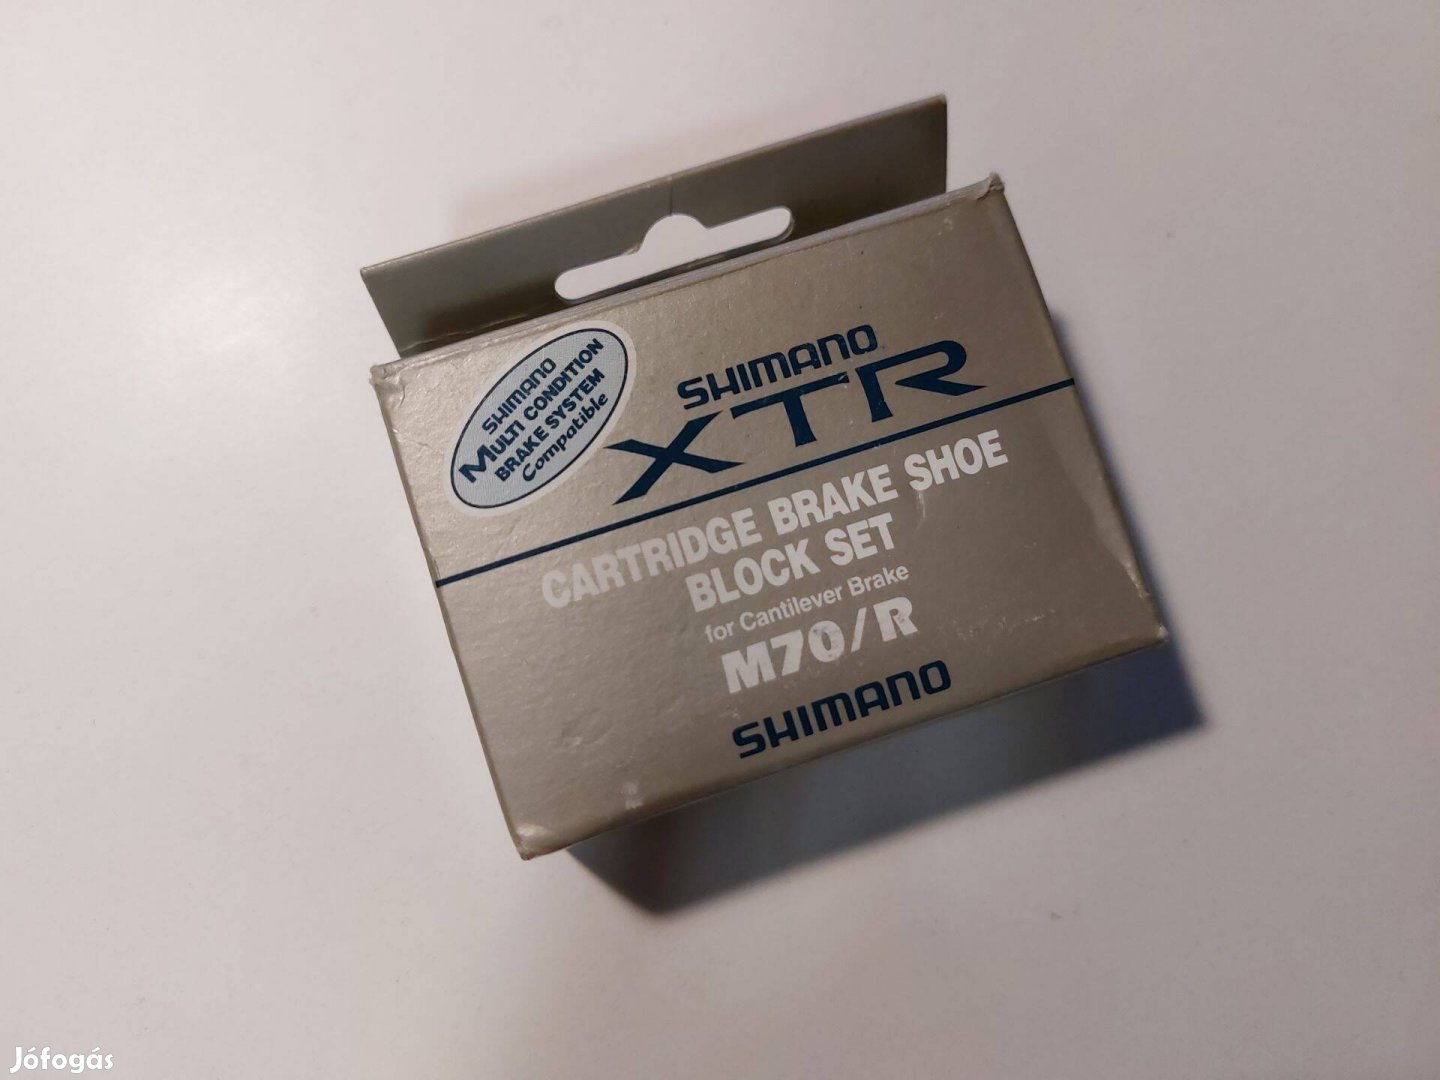 SHIMANO
MULTI CONDITION
BRAKE SYSTEM
Compatible
SHIMANO
XTR
CARTRIDGE BRAKE SHOE
BLOCK SET
for Cantilever Brake
M70/R
SHIMANO
Jófogás